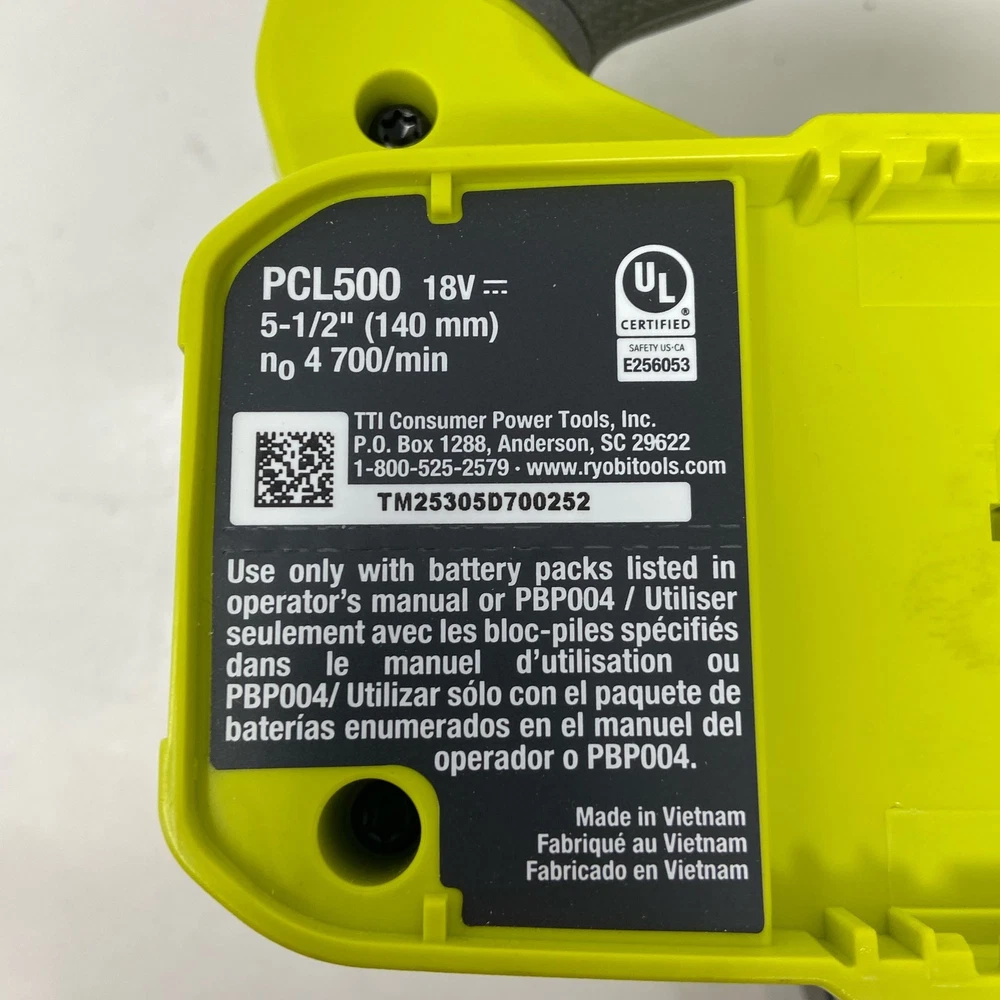 PCL500 18V ⎓
5-1/2" (140 mm)
n₀ 4 700/min
UL
®
CERTIFIED
SAFETY US·CA
E256053
TTI Consumer Power Tools, Inc.
P.O. Box 1288, Anderson, SC 29622
1-800-525-2579 · www.ryobitools.com
TM25305D700252
Use only with battery packs listed in
operator's manual or PBP004 / Utiliser
seulement avec les bloc-piles spécifiés
dans le manuel d'utilisation ou
PBP004/ Utilizar sólo con el paquete de
baterías enumerados en el manuel del
operador o PBP004.
Made in Vietnam
Fabriqué au Vietnam
Fabricado en Vietnam